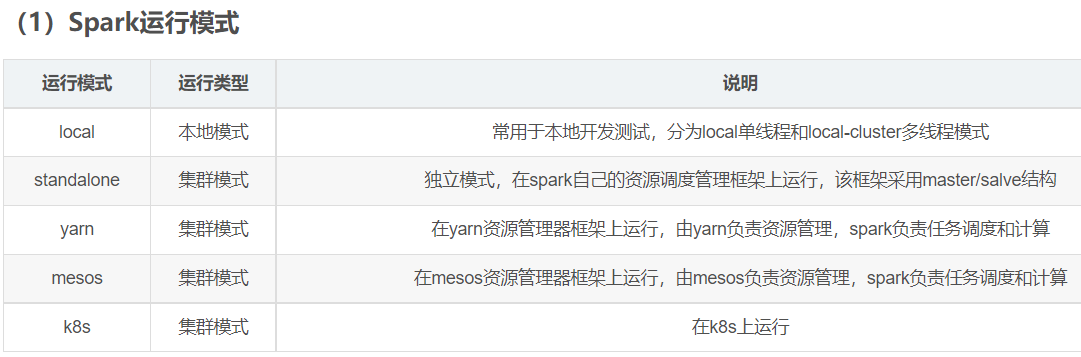 （1）Spark运行模式
运行模式 运行类型 说明
local 本地模式 常用于本地开发测试，分为local单线程和local-cluster多线程模式
standalone 集群模式 独立模式，在spark自己的资源调度管理框架上运行，该框架采用master/salve结构
yarn 集群模式 在yarn资源管理器框架上运行，由yarn负责资源管理，spark负责任务调度和计算
mesos 集群模式 在mesos资源管理器框架上运行，由mesos负责资源管理，spark负责任务调度和计算
k8s 集群模式 在k8s上运行